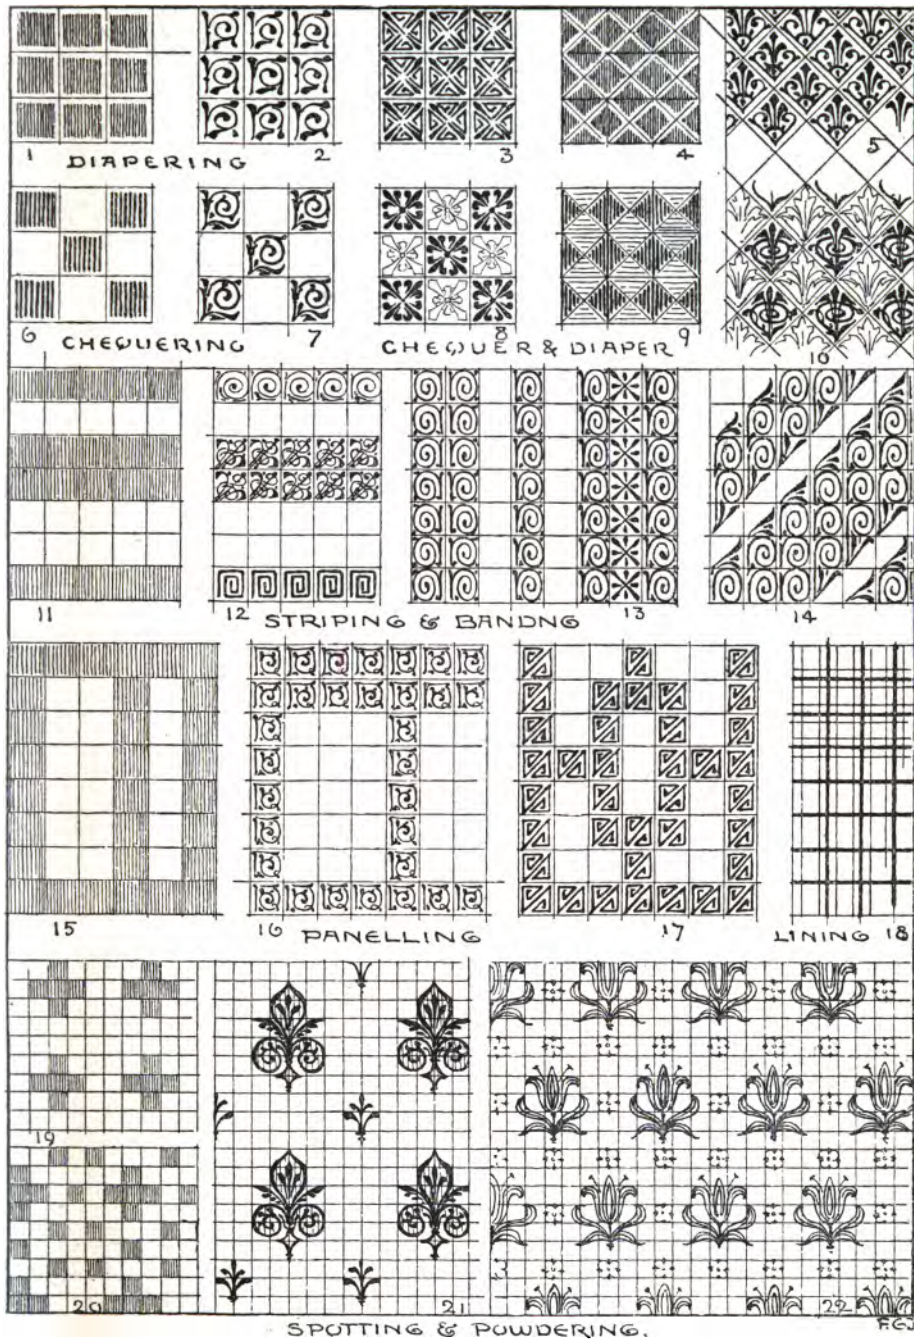 1 DIAPERING 2 3 4 5
6 CHEQUERING 7 CHEQUER & DIAPER 8 9 10
11 12 STRIPING & BANDNG 13 14
15 16 PANELLING 17 LINING 18
19
20 21 22
SPOTTING & POWDERING. F.G.J